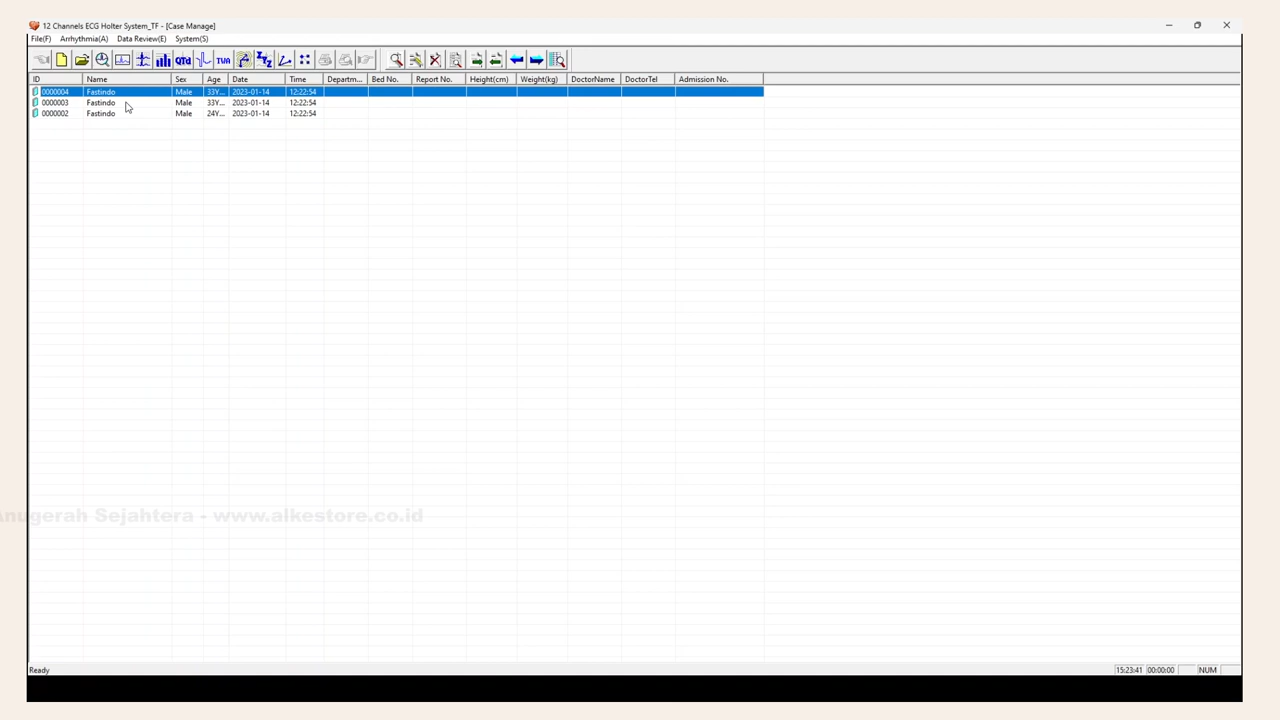 12 Channels ECG Holter System_TF - [Case Manage]
File(F) Arrhythmia(A) Data Review(E) System(S)
QTd TWA
ID Name Sex Age Date Time Departm... Bed No. Report No. Height(cm) Weight(kg) DoctorName DoctorTel Admission No.
0000004 Fastindo Male 33Y... 2023-01-14 12:22:54
0000003 Fastindo Male 33Y... 2023-01-14 12:22:54
0000002 Fastindo Male 24Y... 2023-01-14 12:22:54
Anugerah Sejahtera - www.alkestore.co.id
Ready 15:23:41 00:00:00 NUM